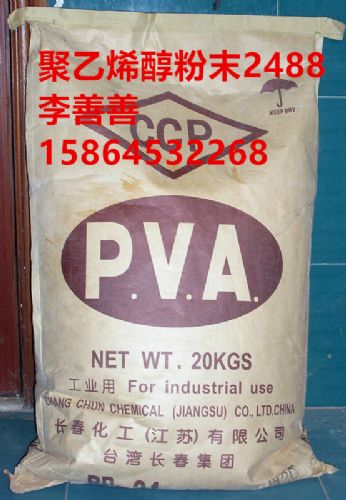 聚乙烯醇粉末2488
CCP
KEEP DRY
李善善
15864532268
P.V.A.
NET WT. 20KGS
工业用 For industrial use
CHANG CHUN CHEMICAL (JIANGSU) CO., LTD.CHINA
长春化工(江苏)有限公司
台湾长春集团